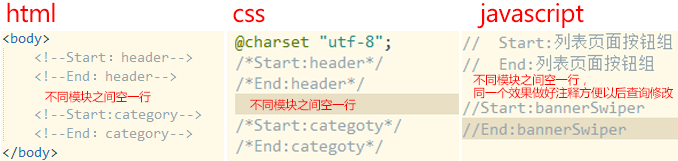 html
<body>
<!--Start：header-->
<!--End：header-->
不同模块之间空一行
<!--Start:category-->
<!--End：category-->
</body>
css
@charset "utf-8";
/*Start:header*/
/*End:header*/
不同模块之间空一行
/*Start:categoty*/
/*End:categoty*/
javascript
// Start:列表页面按钮组
// End:列表页面按钮组
不同模块之间空一行，
同一个效果做好注释方便以后查询修改
//Start:bannerSwiper
//End:bannerSwiper